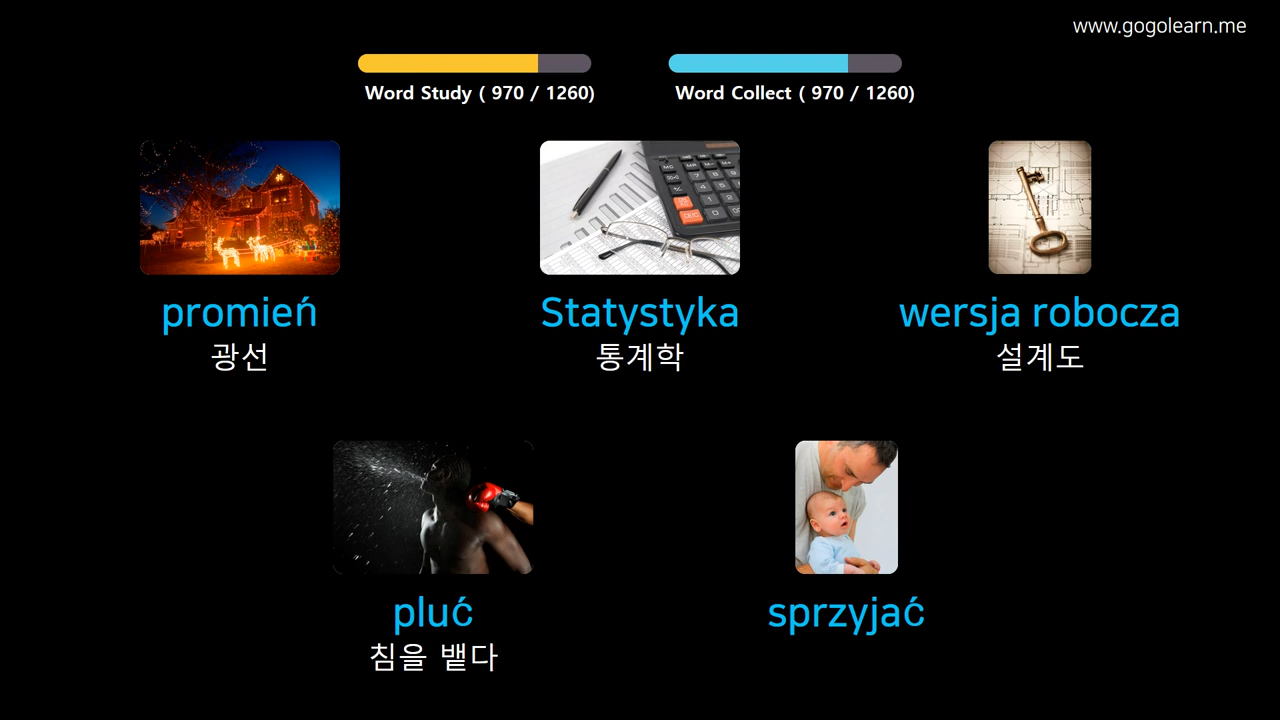 www.gogolearn.me
Word Study ( 970 / 1260)
Word Collect ( 970 / 1260)
promień
광선
Statystyka
통계학
wersja robocza
설계도
pluć
침을 뱉다
sprzyjać